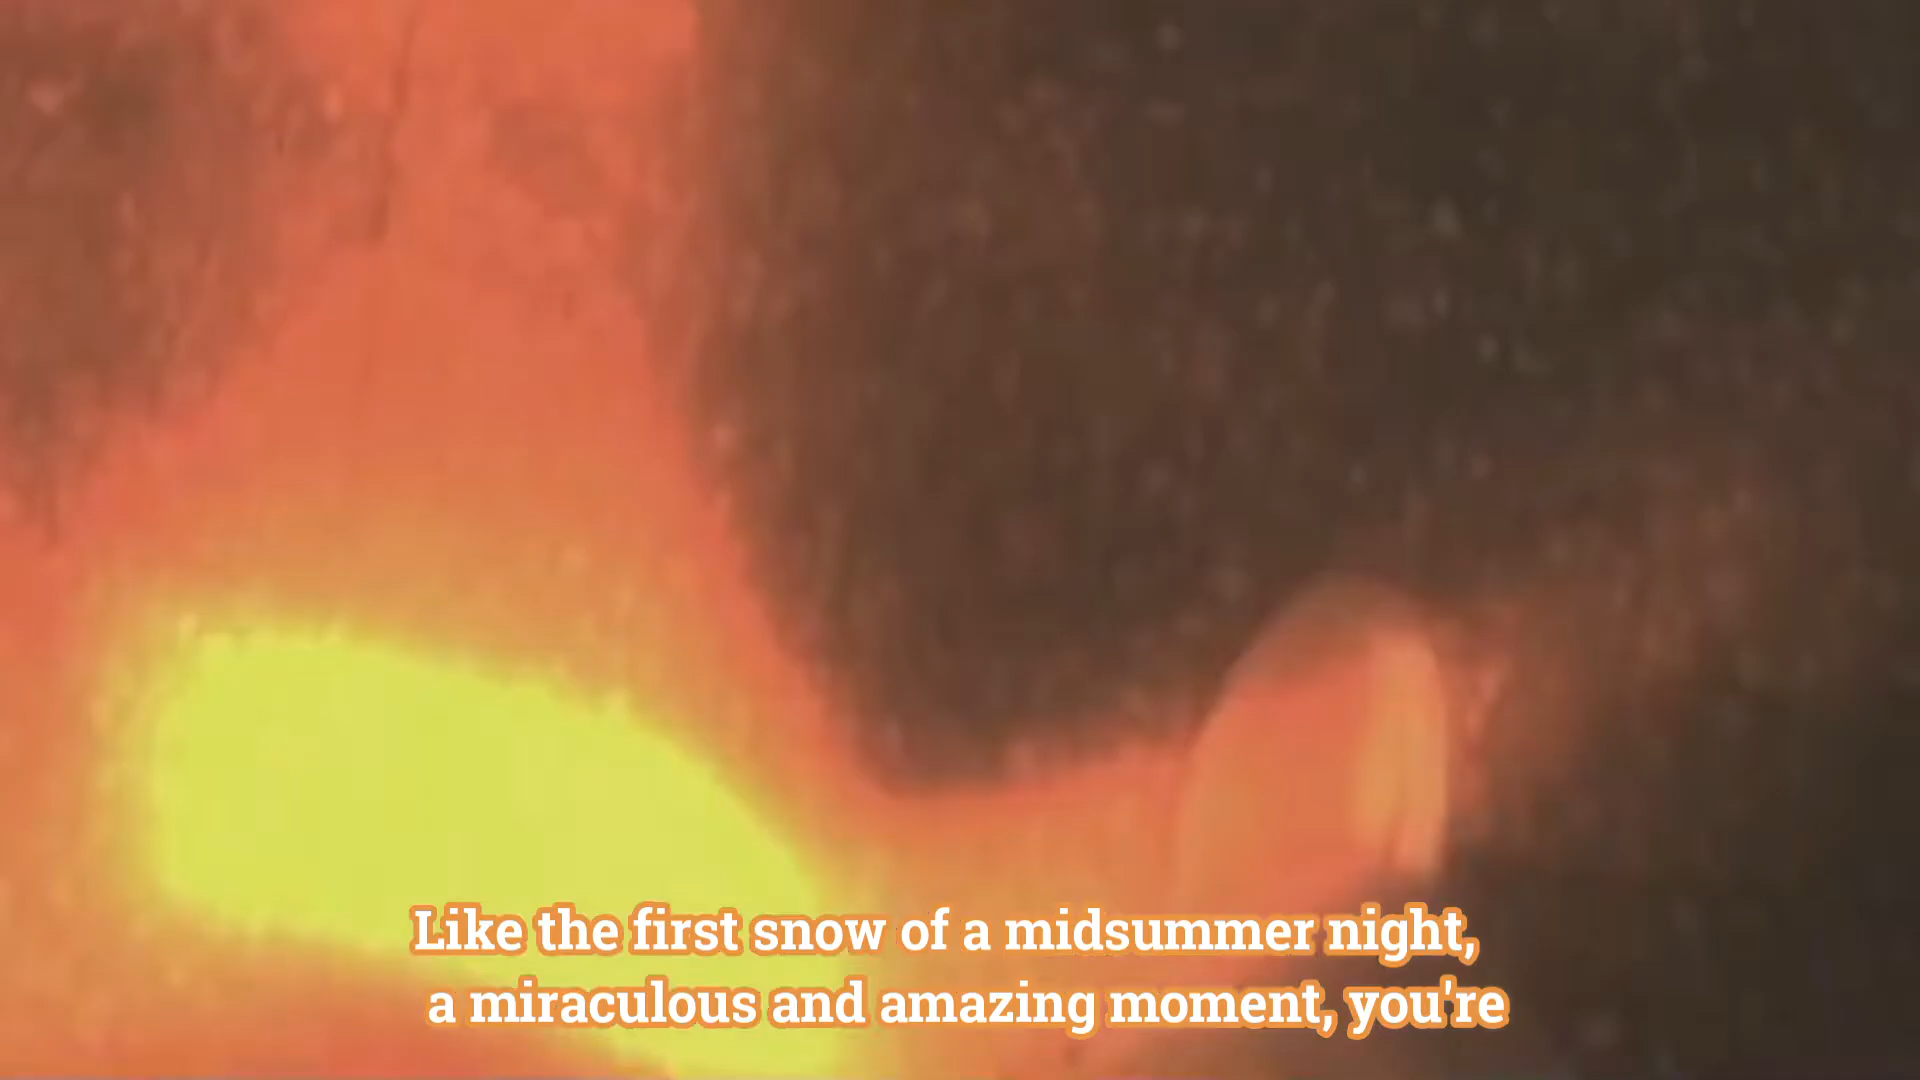 Like the first snow of a midsummer night,
a miraculous and amazing moment, you're